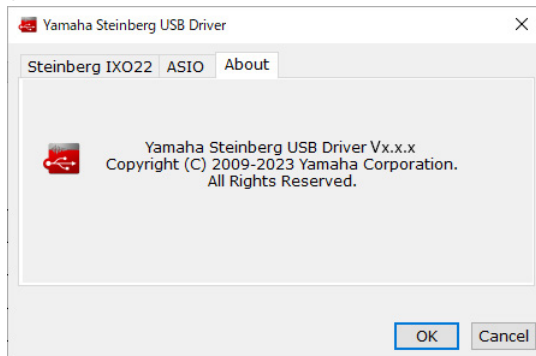 Yamaha Steinberg USB Driver
Steinberg IXO22 ASIO About
Yamaha Steinberg USB Driver Vx.x.x
Copyright (C) 2009-2023 Yamaha Corporation.
All Rights Reserved.
OK Cancel